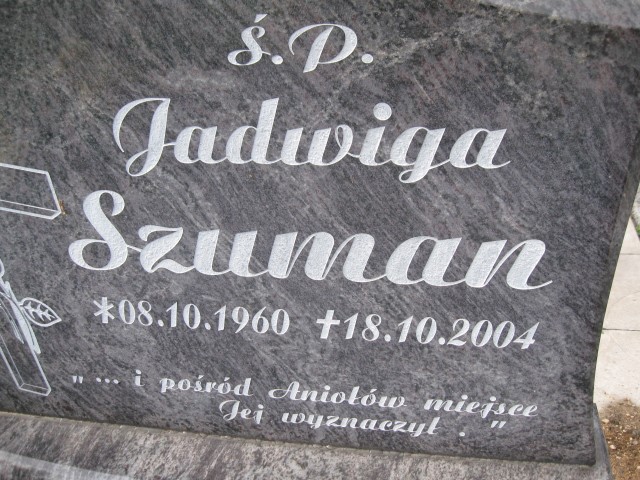 Ś.P.
Jadwiga
Szuman
*08.10.1960 ✝18.10.2004
„... i pośród Aniołów miejsce
Jej wyznaczył . ”